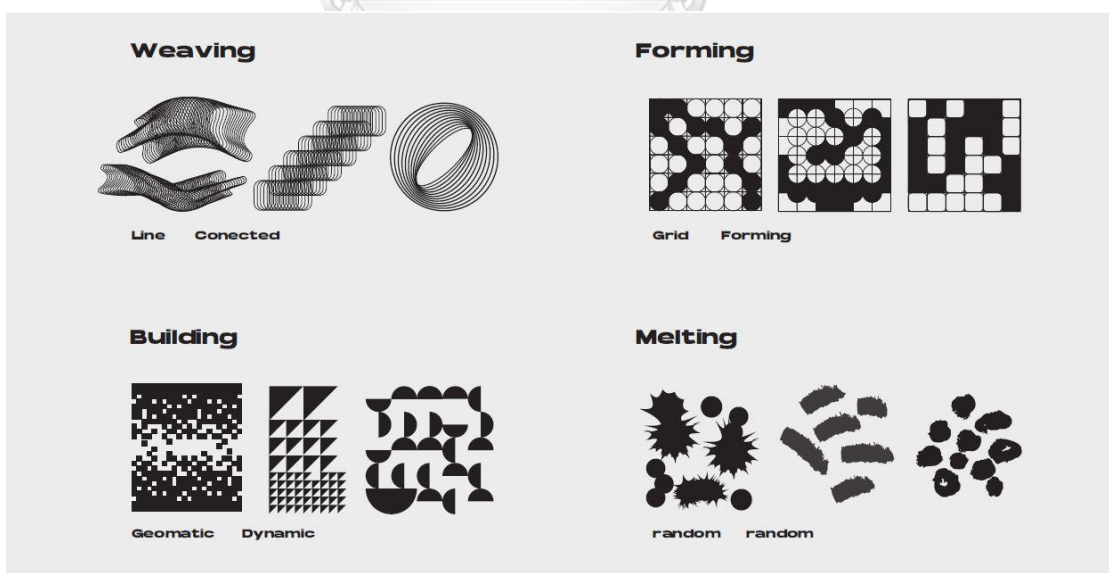 Weaving
Forming
Line Conected
Grid Forming
Building
Melting
Geomatic Dynamic
random random